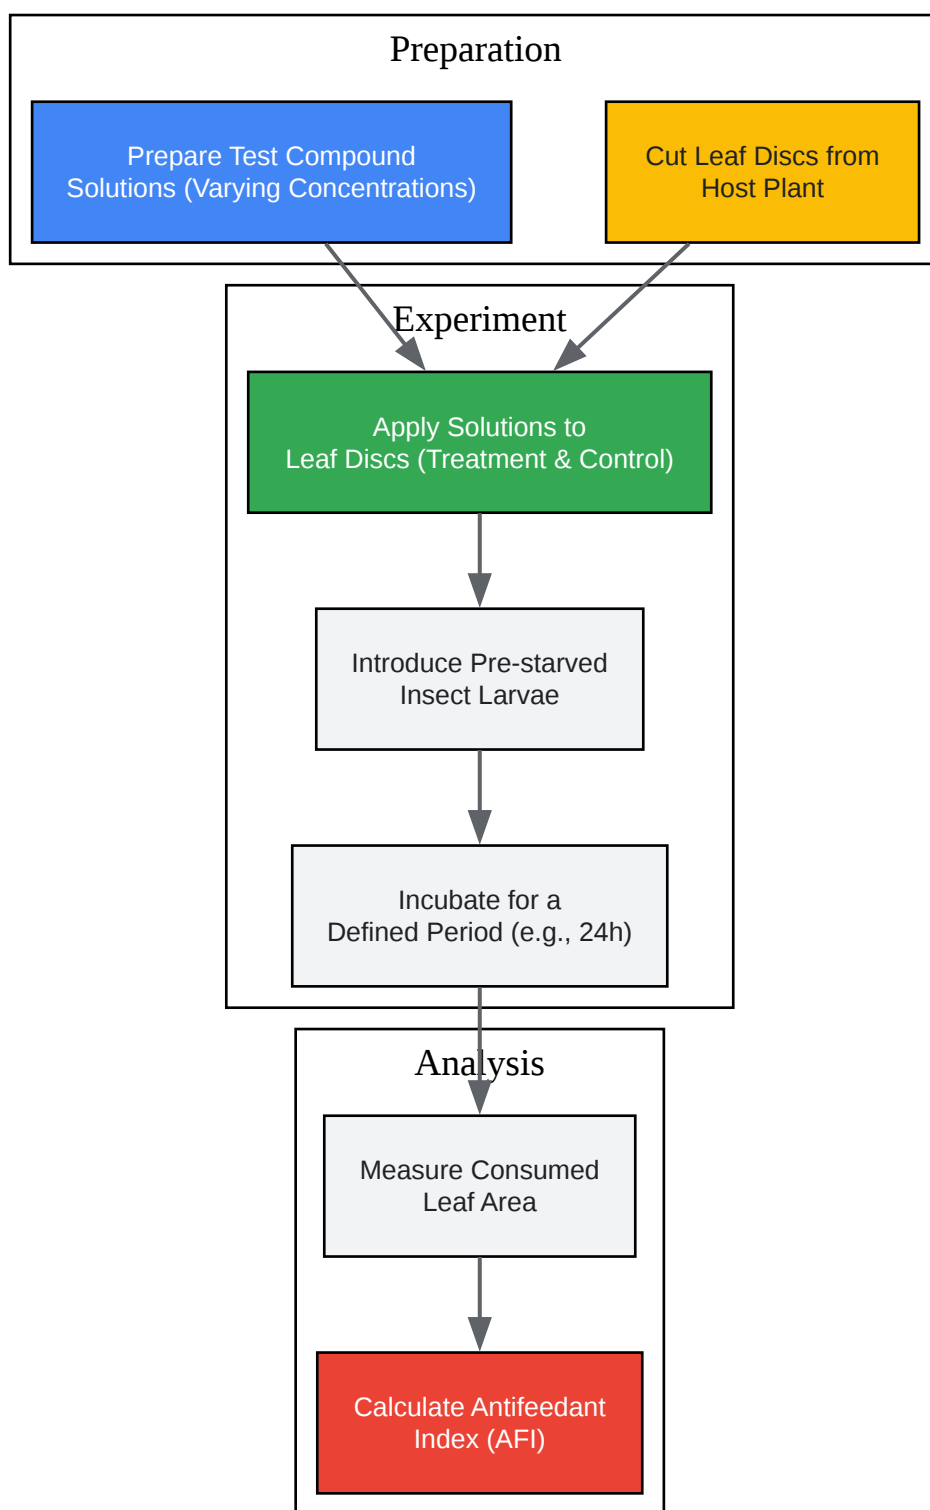 Preparation
Prepare Test Compound
Solutions (Varying Concentrations)
Cut Leaf Discs from
Host Plant
Experiment
Apply Solutions to
Leaf Discs (Treatment & Control)
Introduce Pre-starved
Insect Larvae
Incubate for a
Defined Period (e.g., 24h)
Analysis
Measure Consumed
Leaf Area
Calculate Antifeedant
Index (AFI)